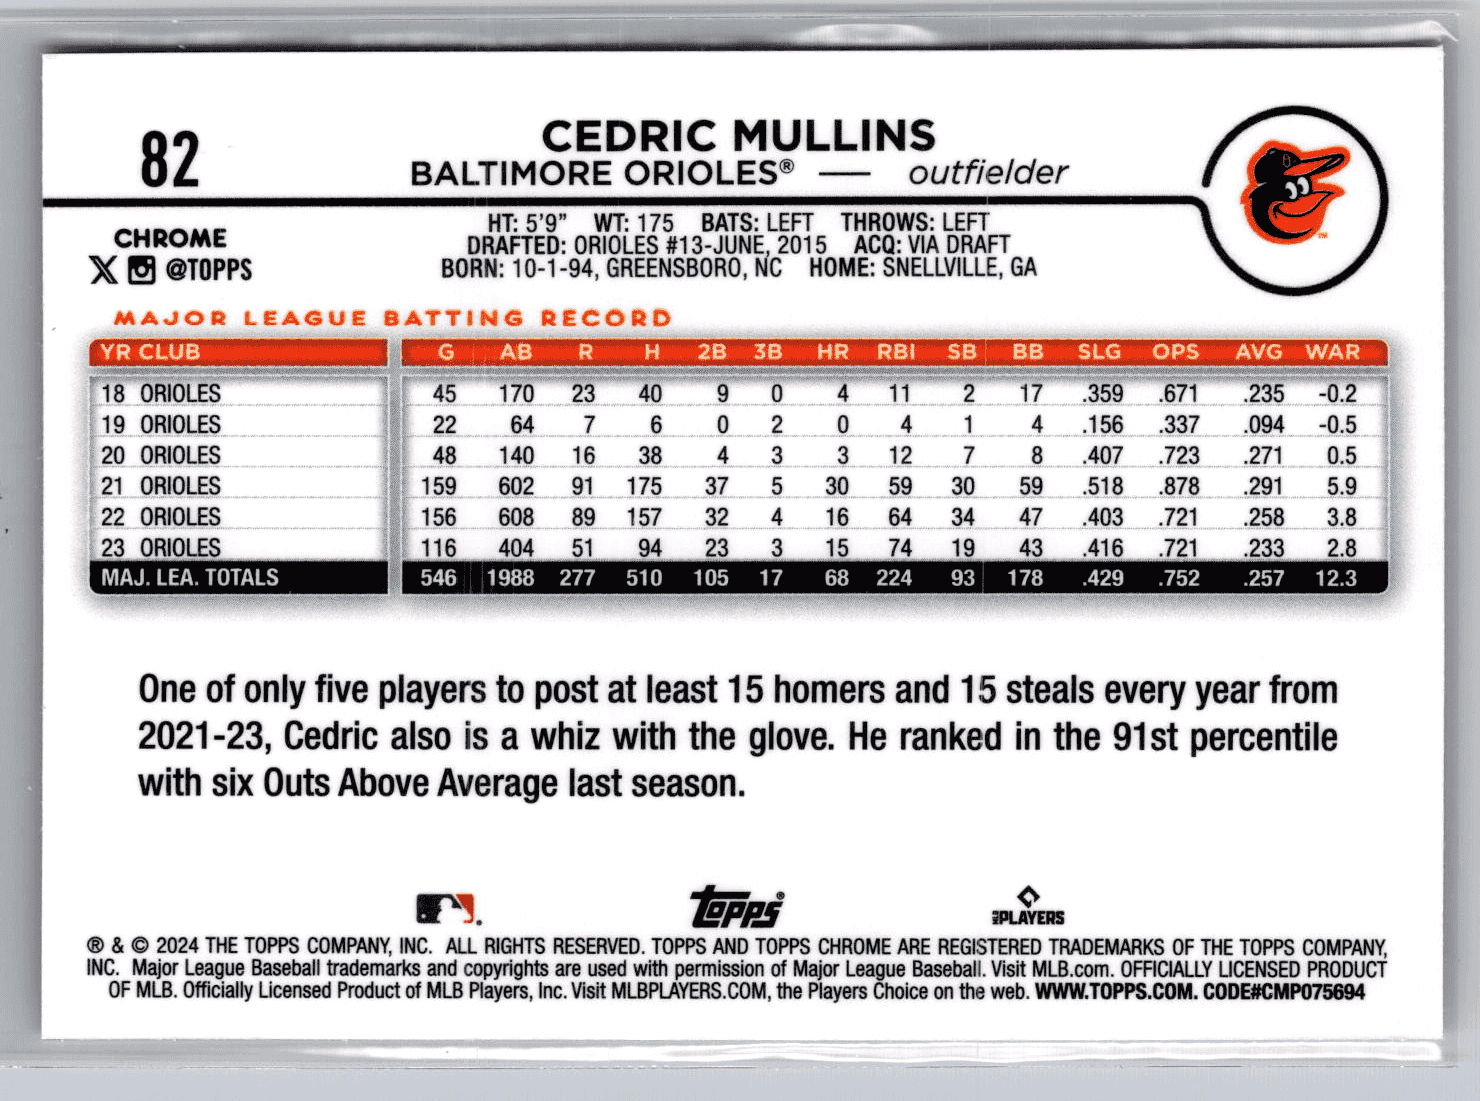 82
CEDRIC MULLINS
BALTIMORE ORIOLES® — outfielder
CHROME
X @TOPPS
HT: 5'9" WT: 175 BATS: LEFT THROWS: LEFT
DRAFTED: ORIOLES #13-JUNE, 2015 ACQ: VIA DRAFT
BORN: 10-1-94, GREENSBORO, NC HOME: SNELLVILLE, GA
MAJOR LEAGUE BATTING RECORD
YR CLUB G AB R H 2B 3B HR RBI SB BB SLG OPS AVG WAR
18 ORIOLES 45 170 23 40 9 0 4 11 2 17 .359 .671 .235 -0.2
19 ORIOLES 22 64 7 6 0 2 0 4 1 4 .156 .337 .094 -0.5
20 ORIOLES 48 140 16 38 4 3 3 12 7 8 .407 .723 .271 0.5
21 ORIOLES 159 602 91 175 37 5 30 59 30 59 .518 .878 .291 5.9
22 ORIOLES 156 608 89 157 32 4 16 64 34 47 .403 .721 .258 3.8
23 ORIOLES 116 404 51 94 23 3 15 74 19 43 .416 .721 .233 2.8
MAJ. LEA. TOTALS 546 1988 277 510 105 17 68 224 93 178 .429 .752 .257 12.3
One of only five players to post at least 15 homers and 15 steals every year from
2021-23, Cedric also is a whiz with the glove. He ranked in the 91st percentile
with six Outs Above Average last season.
Topps®
MLB PLAYERS
® & © 2024 THE TOPPS COMPANY, INC. ALL RIGHTS RESERVED. TOPPS AND TOPPS CHROME ARE REGISTERED TRADEMARKS OF THE TOPPS COMPANY,
INC. Major League Baseball trademarks and copyrights are used with permission of Major League Baseball. Visit MLB.com. OFFICIALLY LICENSED PRODUCT
OF MLB. Officially Licensed Product of MLB Players, Inc. Visit MLBPLAYERS.COM, the Players Choice on the web. WWW.TOPPS.COM. CODE#CMP075694